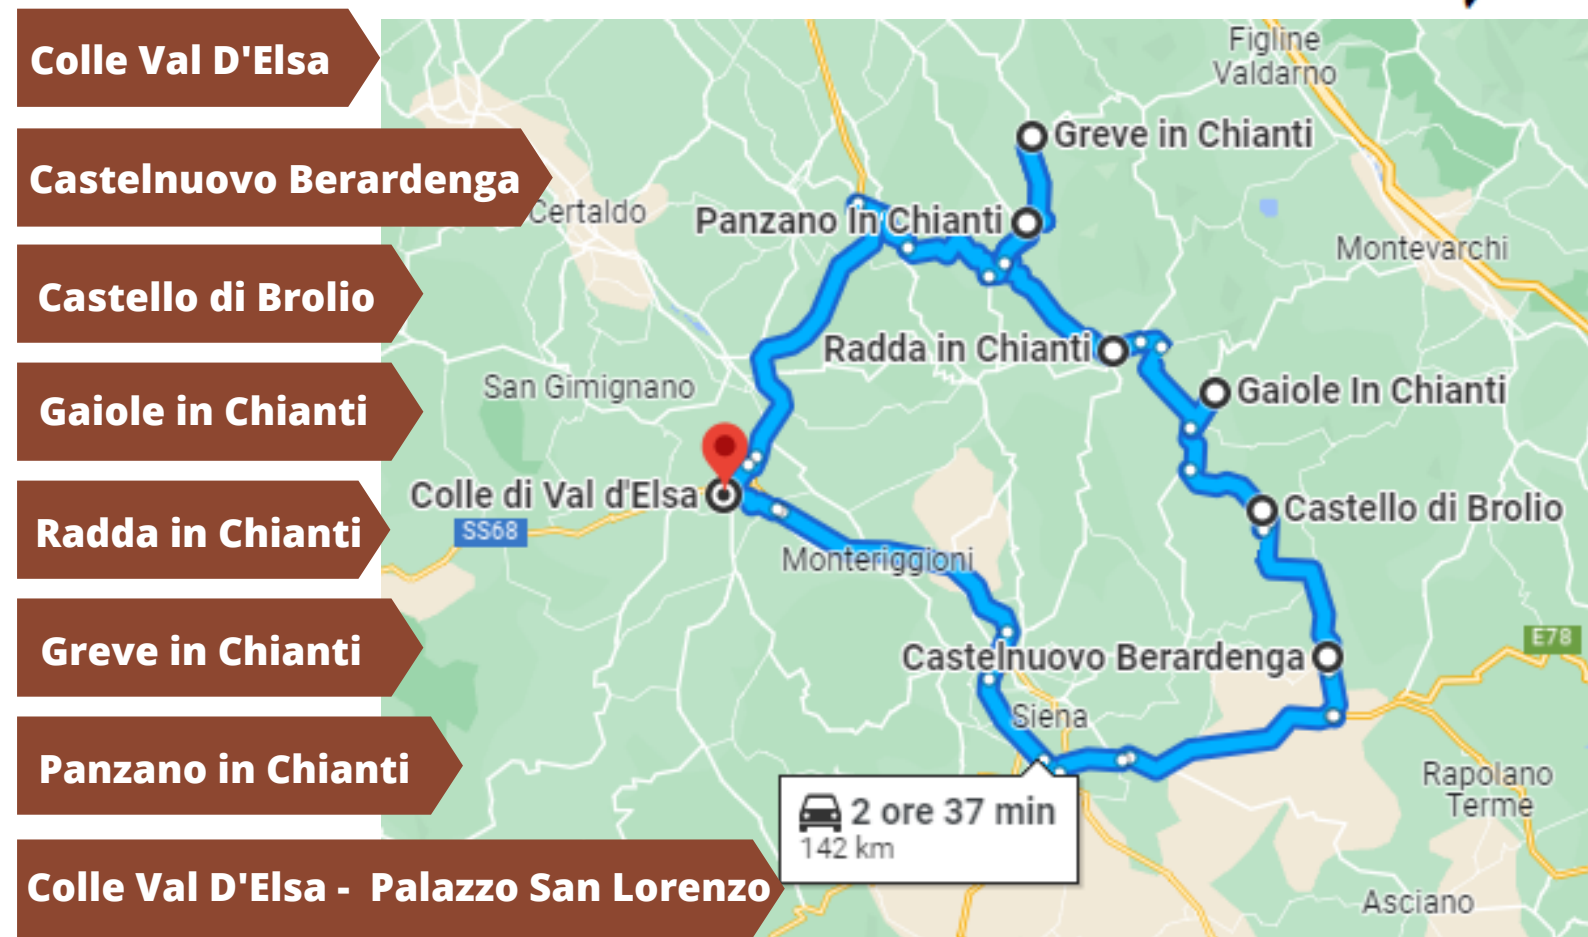 Colle Val D'Elsa
Castelnuovo Berardenga
Castello di Brolio
Gaiole in Chianti
Radda in Chianti
Greve in Chianti
Panzano in Chianti
Colle Val D'Elsa - Palazzo San Lorenzo
Figline
Valdarno
Greve in Chianti
Certaldo
Panzano In Chianti
Montevarchi
Radda in Chianti
San Gimignano
Gaiole In Chianti
Colle di Val d'Elsa
Castello di Brolio
SS68
Monteriggioni
E78
Castelnuovo Berardenga
Siena
Rapolano
Terme
2 ore 37 min
142 km
Asciano